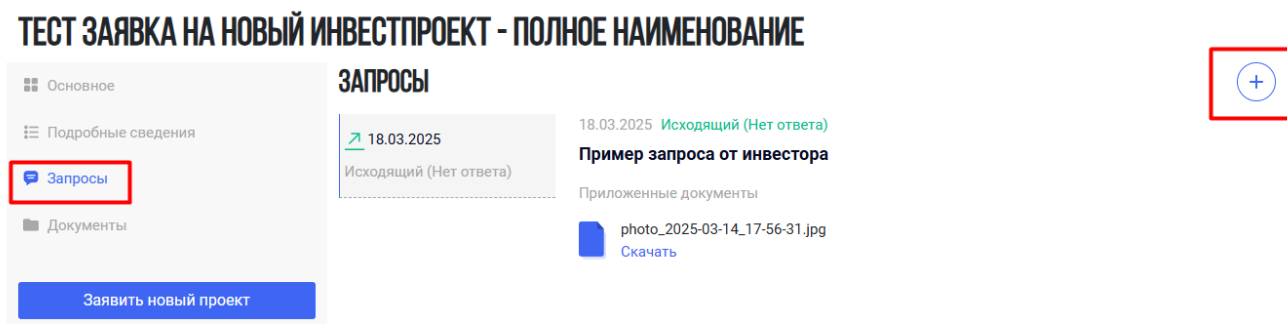 ТЕСТ ЗАЯВКА НА НОВЫЙ ИНВЕСТПРОЕКТ - ПОЛНОЕ НАИМЕНОВАНИЕ
Основное
Подробные сведения
Запросы
Документы
Заявить новый проект
ЗАПРОСЫ
18.03.2025
Исходящий (Нет ответа)
18.03.2025 Исходящий (Нет ответа)
Пример запроса от инвестора
Приложенные документы
photo_2025-03-14_17-56-31.jpg
Скачать